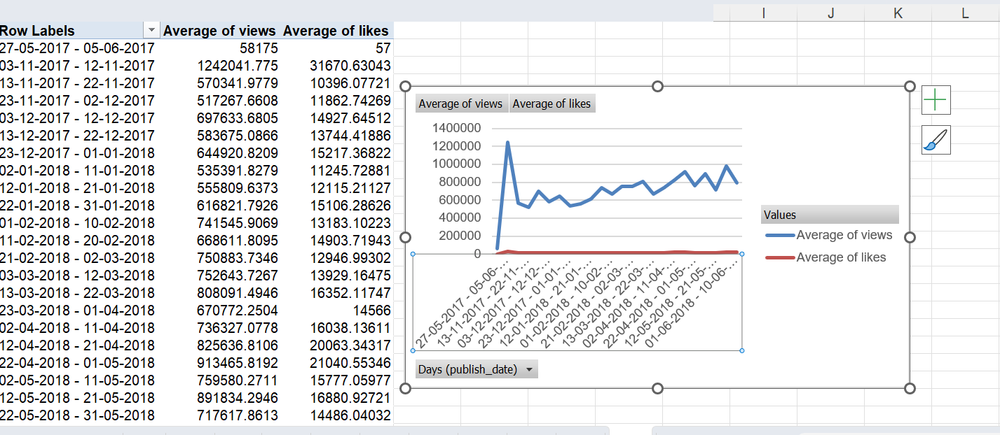 I J K L
Row Labels Average of views Average of likes
27-05-2017 - 05-06-2017 58175 57
03-11-2017 - 12-11-2017 1242041.775 31670.63043
13-11-2017 - 22-11-2017 570341.9779 10396.07721
23-11-2017 - 02-12-2017 517267.6608 11862.74269
03-12-2017 - 12-12-2017 697633.6805 14927.64512
13-12-2017 - 22-12-2017 583675.0866 13744.41886
23-12-2017 - 01-01-2018 644920.8209 15217.36822
02-01-2018 - 11-01-2018 535391.8279 11245.72881
12-01-2018 - 21-01-2018 555809.6373 12115.21127
22-01-2018 - 31-01-2018 616821.7926 15106.28626
01-02-2018 - 10-02-2018 741545.9069 13183.10223
11-02-2018 - 20-02-2018 668611.8095 14903.71943
21-02-2018 - 02-03-2018 750883.7346 12946.99302
03-03-2018 - 12-03-2018 752643.7267 13929.16475
13-03-2018 - 22-03-2018 808091.4946 16352.11747
23-03-2018 - 01-04-2018 670772.2504 14566
02-04-2018 - 11-04-2018 736327.0778 16038.13611
12-04-2018 - 21-04-2018 825636.8106 20063.34317
22-04-2018 - 01-05-2018 913465.8192 21040.55346
02-05-2018 - 11-05-2018 759580.2711 15777.05977
12-05-2018 - 21-05-2018 891834.2946 16880.92721
22-05-2018 - 31-05-2018 717617.8613 14486.04032
Average of views Average of likes
1400000
1200000
1000000
800000
600000
400000
200000
0
27-05-2017 - 05-06-…
13-11-2017 - 22-11-…
03-12-2017 - 12-12-…
23-12-2017 - 01-01-…
12-01-2018 - 21-01-…
01-02-2018 - 10-02-…
21-02-2018 - 02-03-…
13-03-2018 - 22-03-…
02-04-2018 - 11-04-…
22-04-2018 - 01-05-…
12-05-2018 - 21-05-…
01-06-2018 - 10-06-…
Values
Average of views
Average of likes
Days (publish_date)